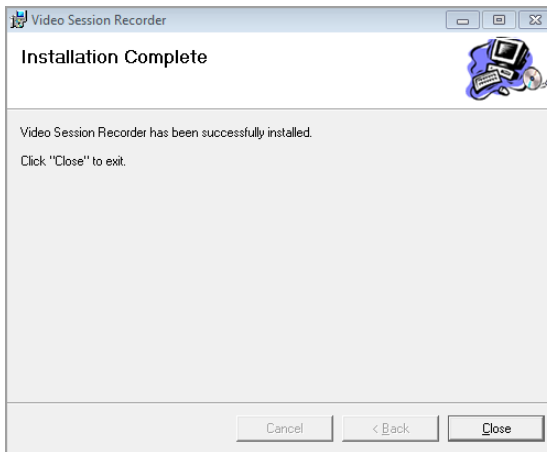 Video Session Recorder
Installation Complete
Video Session Recorder has been successfully installed.
Click "Close" to exit.
Cancel
< Back
Close